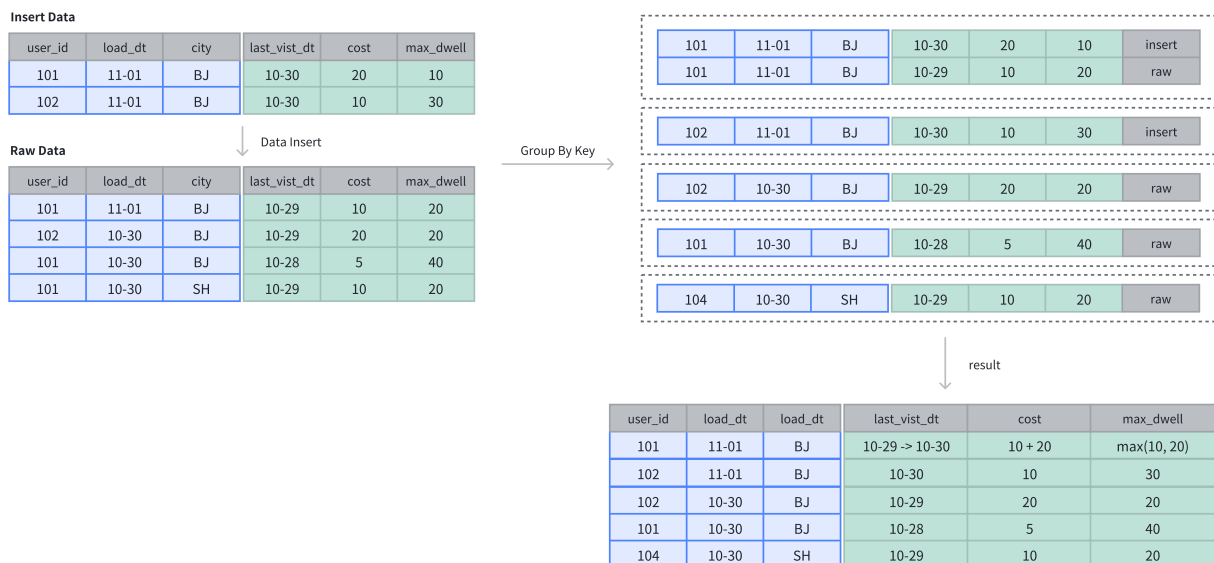 Insert Data
user_id load_dt city last_vist_dt cost max_dwell
101 11-01 BJ 10-30 20 10
102 11-01 BJ 10-30 10 30
Data Insert
Raw Data
user_id load_dt city last_vist_dt cost max_dwell
101 11-01 BJ 10-29 10 20
102 10-30 BJ 10-29 20 20
101 10-30 BJ 10-28 5 40
101 10-30 SH 10-29 10 20
Group By Key
101 11-01 BJ 10-30 20 10 insert
101 11-01 BJ 10-29 10 20 raw
102 11-01 BJ 10-30 10 30 insert
102 10-30 BJ 10-29 20 20 raw
101 10-30 BJ 10-28 5 40 raw
104 10-30 SH 10-29 10 20 raw
result
user_id load_dt load_dt last_vist_dt cost max_dwell
101 11-01 BJ 10-29 -> 10-30 10 + 20 max(10, 20)
102 11-01 BJ 10-30 10 30
102 10-30 BJ 10-29 20 20
101 10-30 BJ 10-28 5 40
104 10-30 SH 10-29 10 20